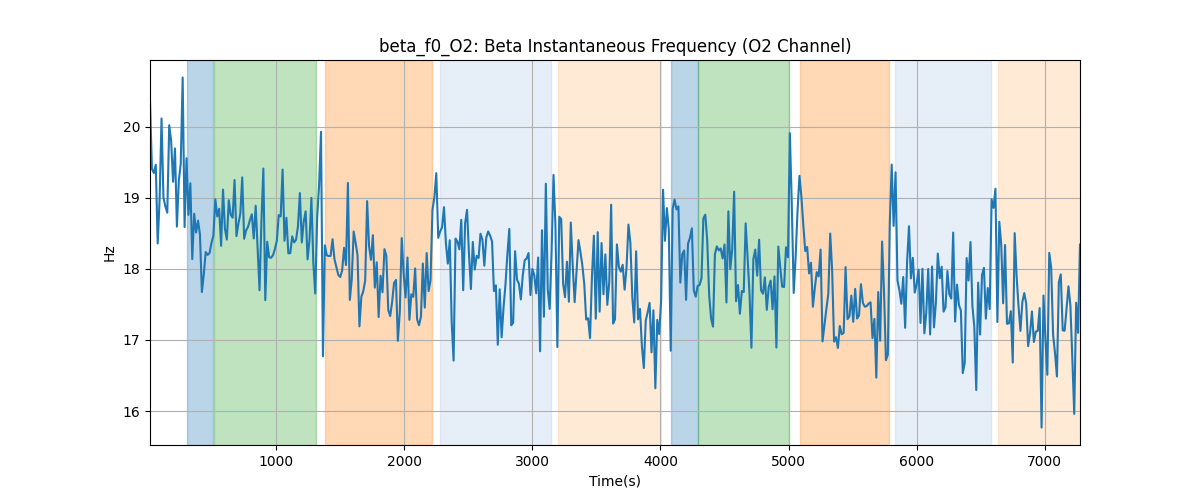 beta_f0_O2: Beta Instantaneous Frequency (O2 Channel)
Hz
20
19
18
17
16
1000 2000 3000 4000 5000 6000 7000
Time(s)